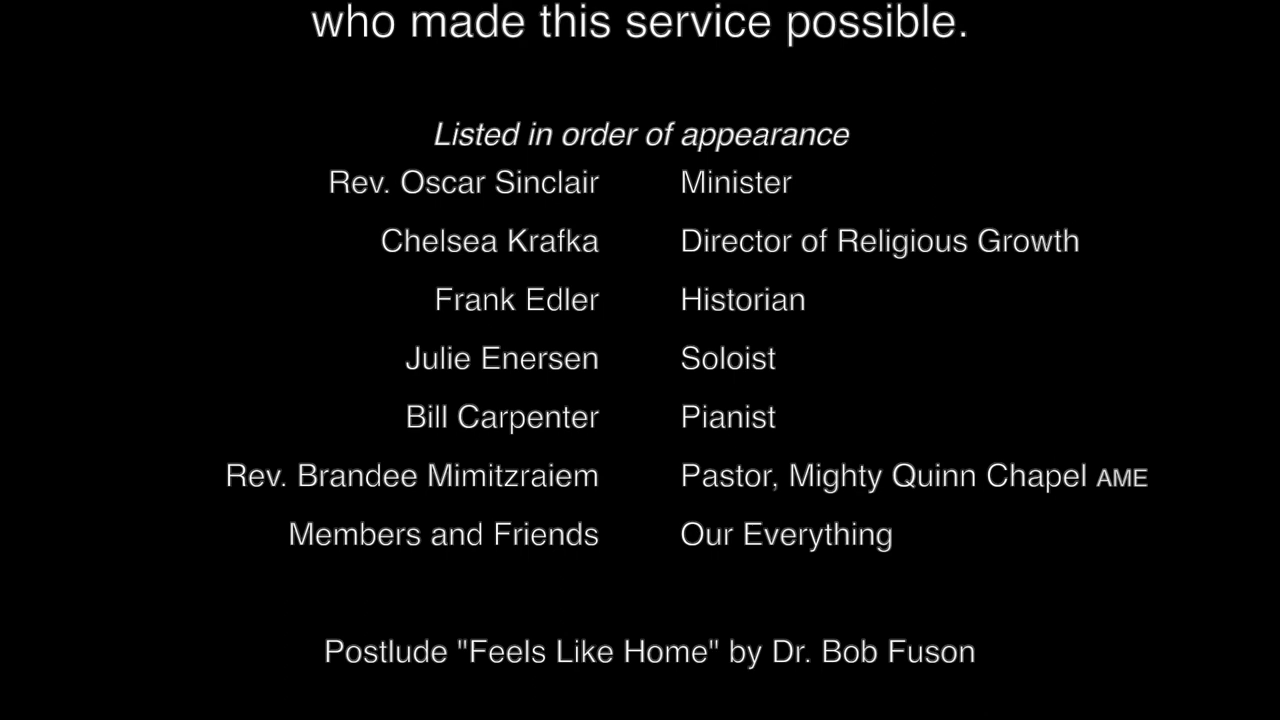 who made this service possible.
Listed in order of appearance
Rev. Oscar Sinclair Minister
Chelsea Krafka Director of Religious Growth
Frank Edler Historian
Julie Enersen Soloist
Bill Carpenter Pianist
Rev. Brandee Mimitzraiem Pastor, Mighty Quinn Chapel AME
Members and Friends Our Everything
Postlude "Feels Like Home" by Dr. Bob Fuson